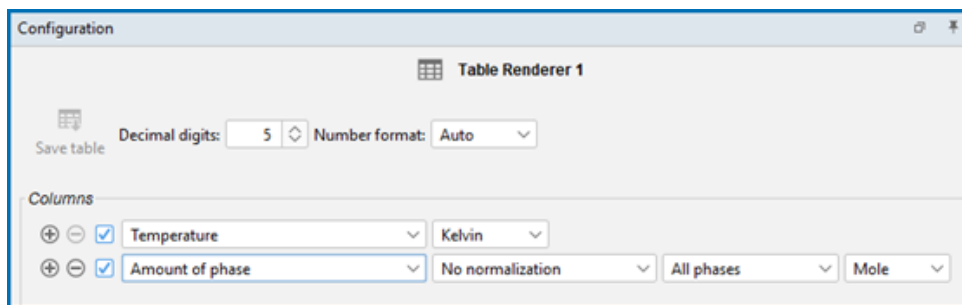 Configuration
Table Renderer 1
Save table
Decimal digits: 5 Number format: Auto
Columns
Temperature Kelvin
Amount of phase No normalization All phases Mole